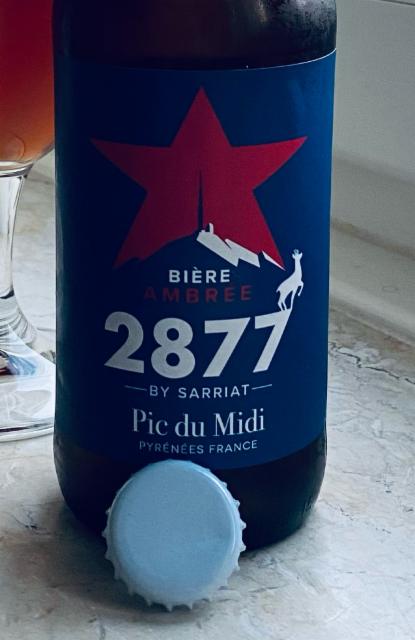 BIÈRE
AMBRÉE
2877
BY SARRIAT
Pic du Midi
PYRÉNÉES FRANCE